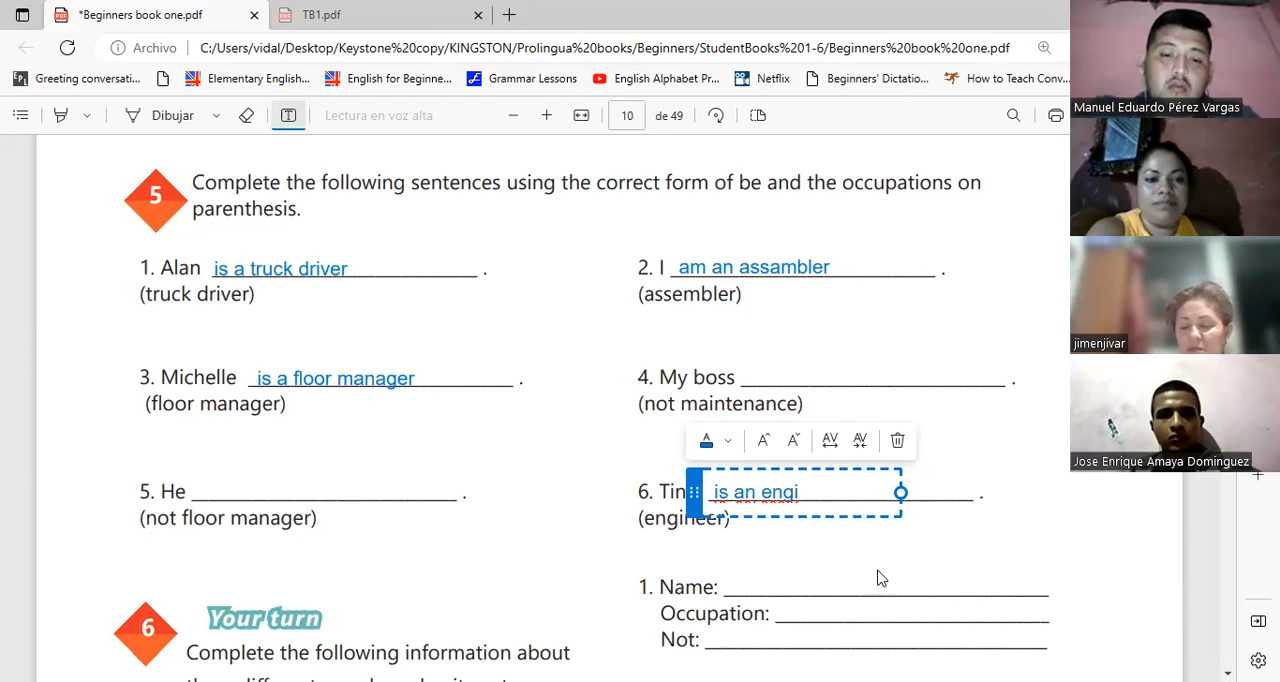 *Beginners book one.pdf
TB1.pdf
Archivo
C:/Users/vidal/Desktop/Keystone%20copy/KINGSTON/Prolingua%20books/Beginners/StudentBooks%201-6/Beginners%20book%20one.pdf
Greeting conversati...
Elementary English...
English for Beginne...
Grammar Lessons
English Alphabet Pr...
Netflix
Beginners' Dictatio...
How to Teach Conv...
Dibujar
Lectura en voz alta
10
de 49
5
Complete the following sentences using the correct form of be and the occupations on
parenthesis.
1. Alan is a truck driver .
(truck driver)
2. I am an assambler .
(assembler)
3. Michelle is a floor manager .
(floor manager)
4. My boss ___________________________ .
(not maintenance)
5. He ___________________________ .
(not floor manager)
6. Tin is an engi .
(engineer)
6
Your turn
Complete the following information about
1. Name: ___________________________
Occupation: ___________________________
Not: ___________________________
Manuel Eduardo Pérez Vargas
jimenjivar
Jose Enrique Amaya Dominguez